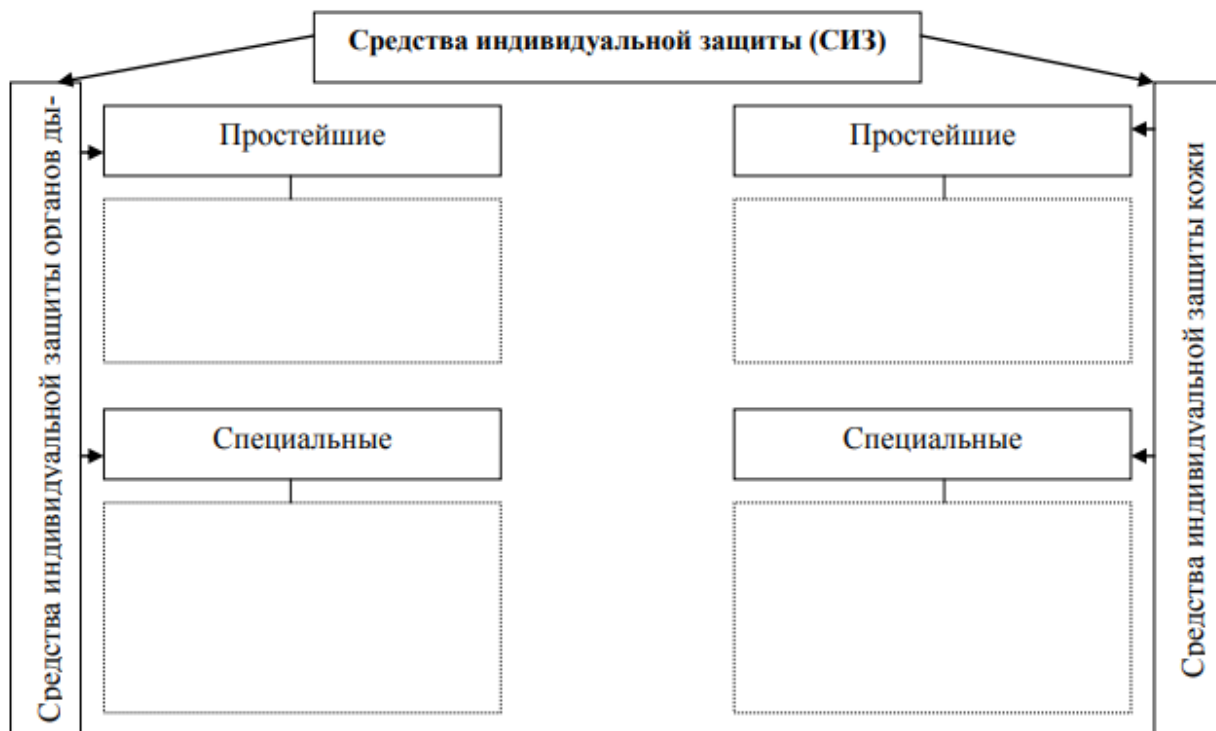 Средства индивидуальной защиты (СИЗ)
Средства индивидуальной защиты органов ды-
Простейшие
Простейшие
Специальные
Специальные
Средства индивидуальной защиты кожи